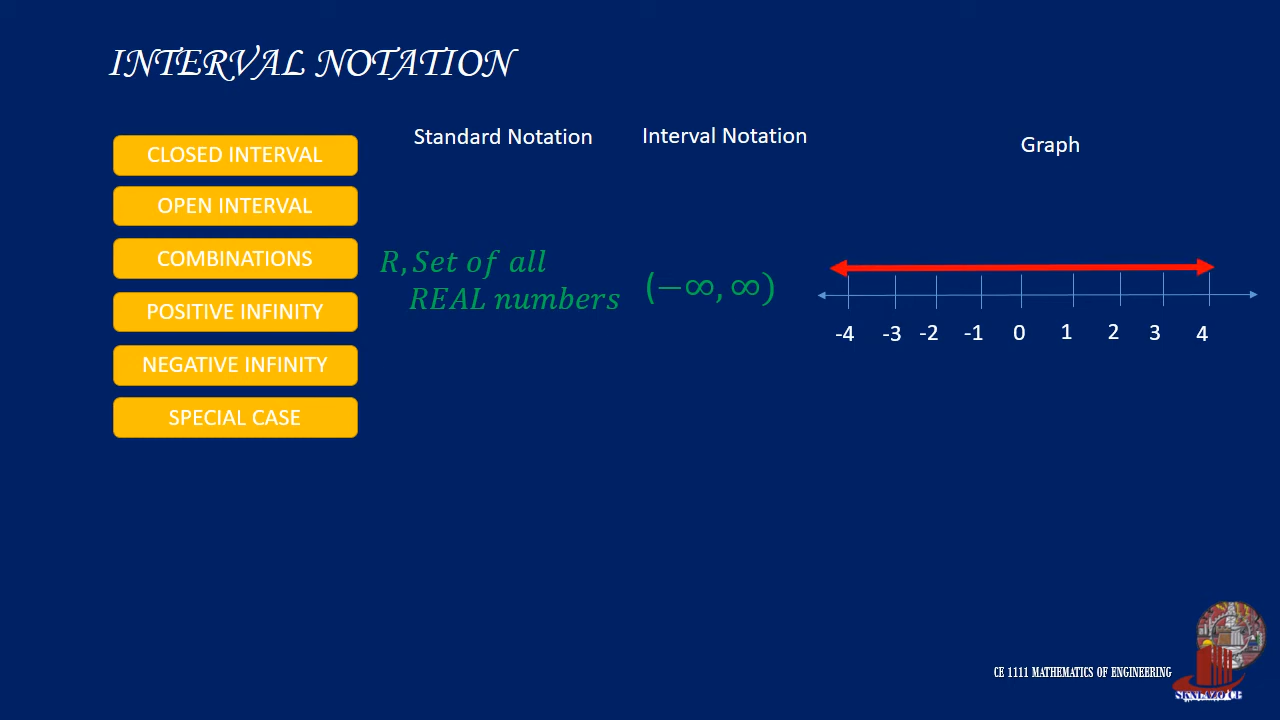 INTERVAL NOTATION
Standard Notation
Interval Notation
Graph
CLOSED INTERVAL
OPEN INTERVAL
COMBINATIONS
POSITIVE INFINITY
NEGATIVE INFINITY
SPECIAL CASE
R, Set of all
REAL numbers
(−∞, ∞)
-4 -3 -2 -1 0 1 2 3 4
CE 1111 MATHEMATICS OF ENGINEERING